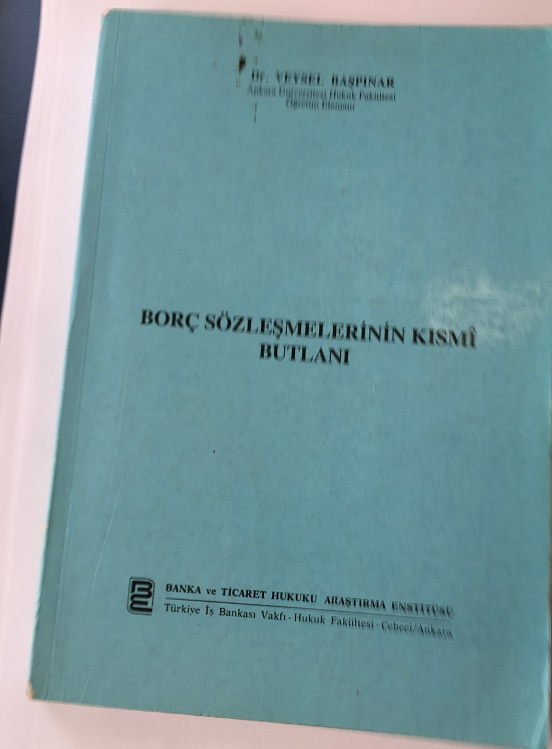 Dr. VEYSEL BAŞPINAR
Ankara Üniversitesi Hukuk Fakültesi
Öğretim Elemanı
BORÇ SÖZLEŞMELERİNİN KISMÎ
BUTLANI
BANKA ve TİCARET HUKUKU ARAŞTIRMA ENSTİTÜSÜ
Türkiye İş Bankası Vakfı · Hukuk Fakültesi · Cebeci/Ankara